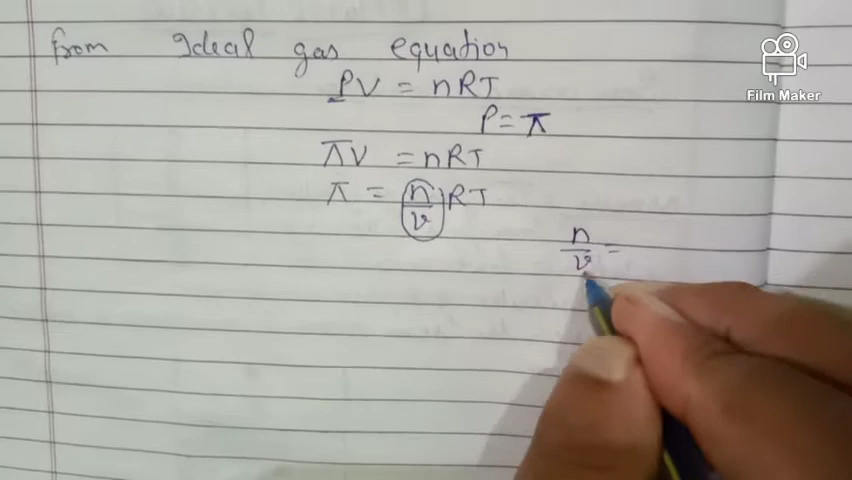 from Ideal gas equation
PV = nRT
P = π
πV = nRT
π = n/v RT
n/v =
Film Maker